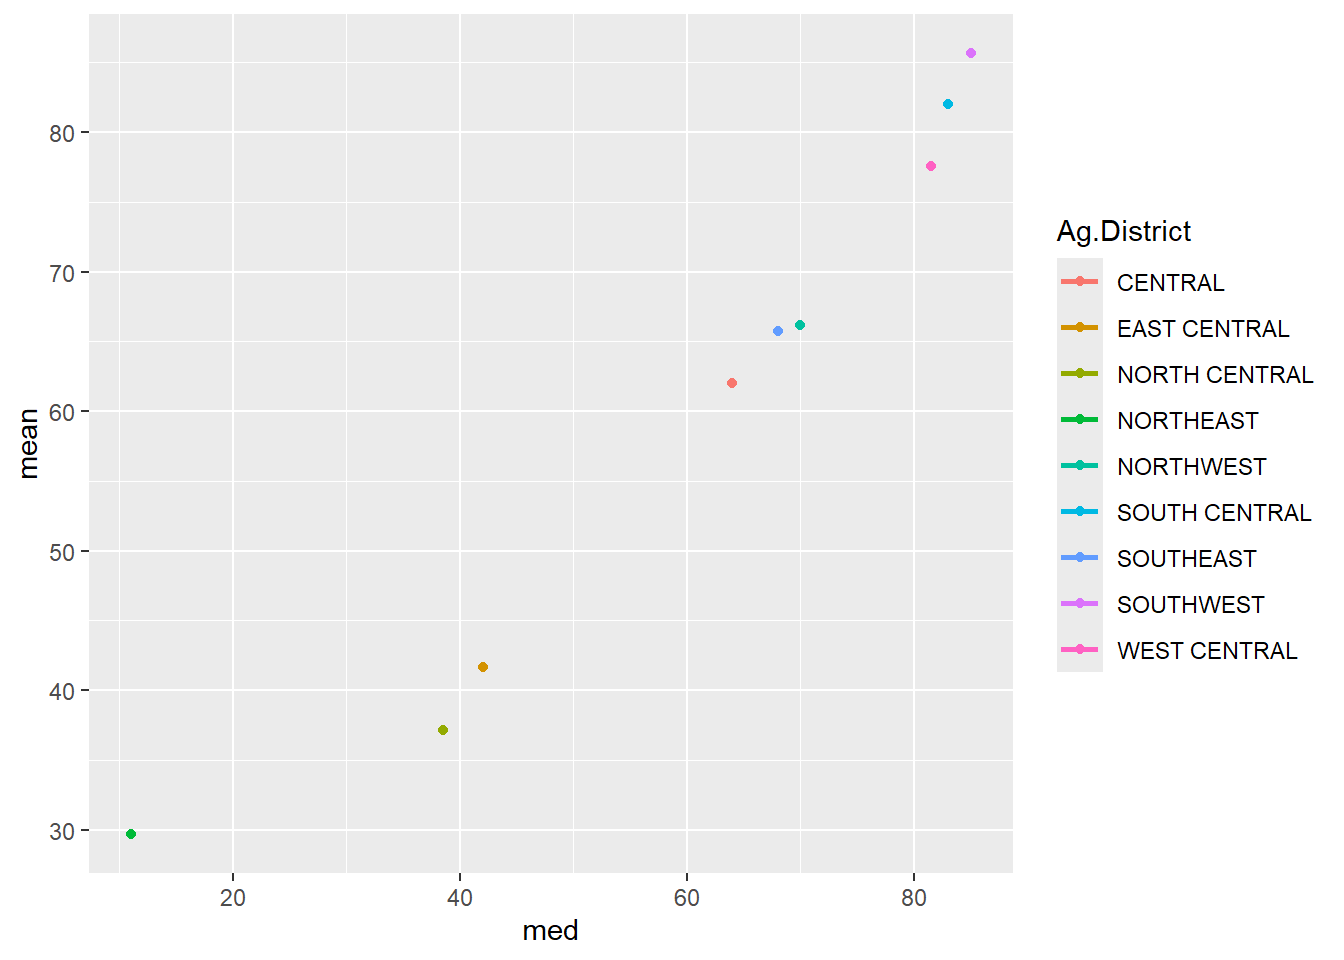 80
70
60
50
40
30
mean
20 40 60 80
med
Ag.District
CENTRAL
EAST CENTRAL
NORTH CENTRAL
NORTHEAST
NORTHWEST
SOUTH CENTRAL
SOUTHEAST
SOUTHWEST
WEST CENTRAL